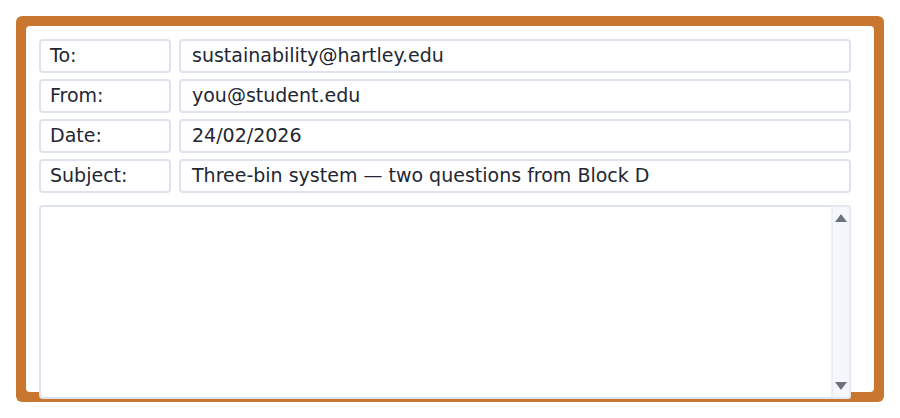 To: sustainability@hartley.edu
From: you@student.edu
Date: 24/02/2026
Subject: Three-bin system — two questions from Block D